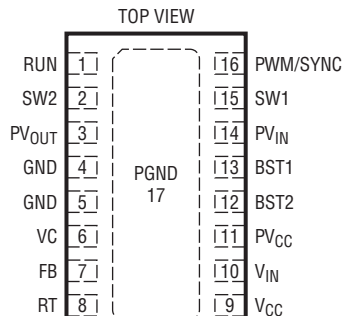 TOP VIEW
RUN 1 16 PWM/SYNC
SW2 2 15 SW1
PVOUT 3 14 PVIN
GND 4 13 BST1
GND 5 12 BST2
VC 6 11 PVCC
FB 7 10 VIN
RT 8 9 VCC
PGND
17